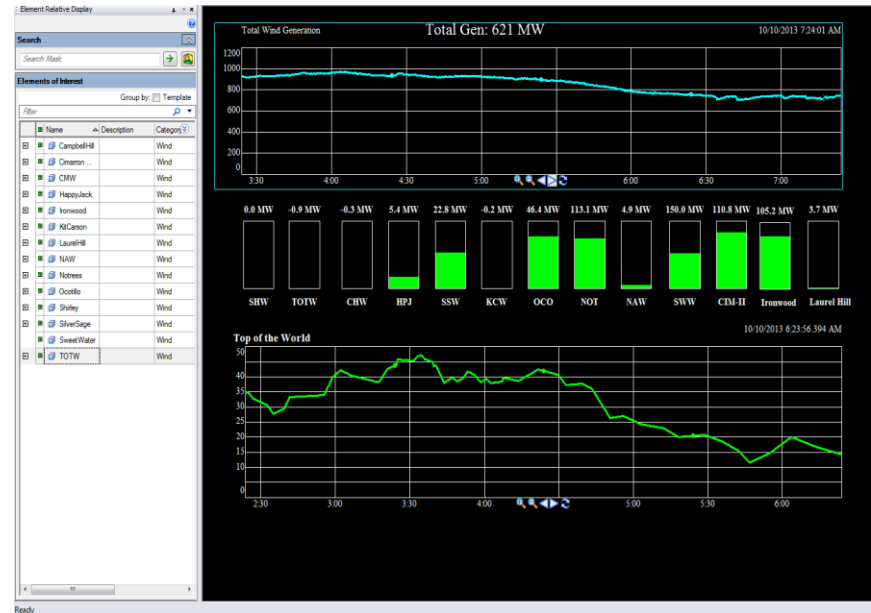 Element Relative Display
Search
Search Mask
Elements of Interest
Group by: Template
Filter
Name Description Category
CampbellHill Wind
Cimarron ... Wind
CMW Wind
HappyJack Wind
Ironwood Wind
KitCarson Wind
LaurelHill Wind
NAW Wind
Notrees Wind
Ocotillo Wind
Shirley Wind
SilverSage Wind
SweetWater Wind
TOTW Wind
Ready
Total Wind Generation Total Gen: 621 MW 10/10/2013 7:24:01 AM
1200
1000
800
600
400
200
0
3:30 4:00 4:30 5:00 6:00 6:30 7:00
0.0 MW -0.9 MW -0.3 MW 5.4 MW 22.8 MW -0.2 MW 46.4 MW 113.1 MW 4.9 MW 150.0 MW 110.8 MW 105.2 MW 3.7 MW
SHW TOTW CHW HPJ SSW KCW OCO NOT NAW SWW CIM-II Ironwood Laurel Hill
10/10/2013 6:23:56.394 AM
Top of the World
50
40
35
30
25
20
15
10
0
2:30 3:00 3:30 4:00 5:00 5:30 6:00